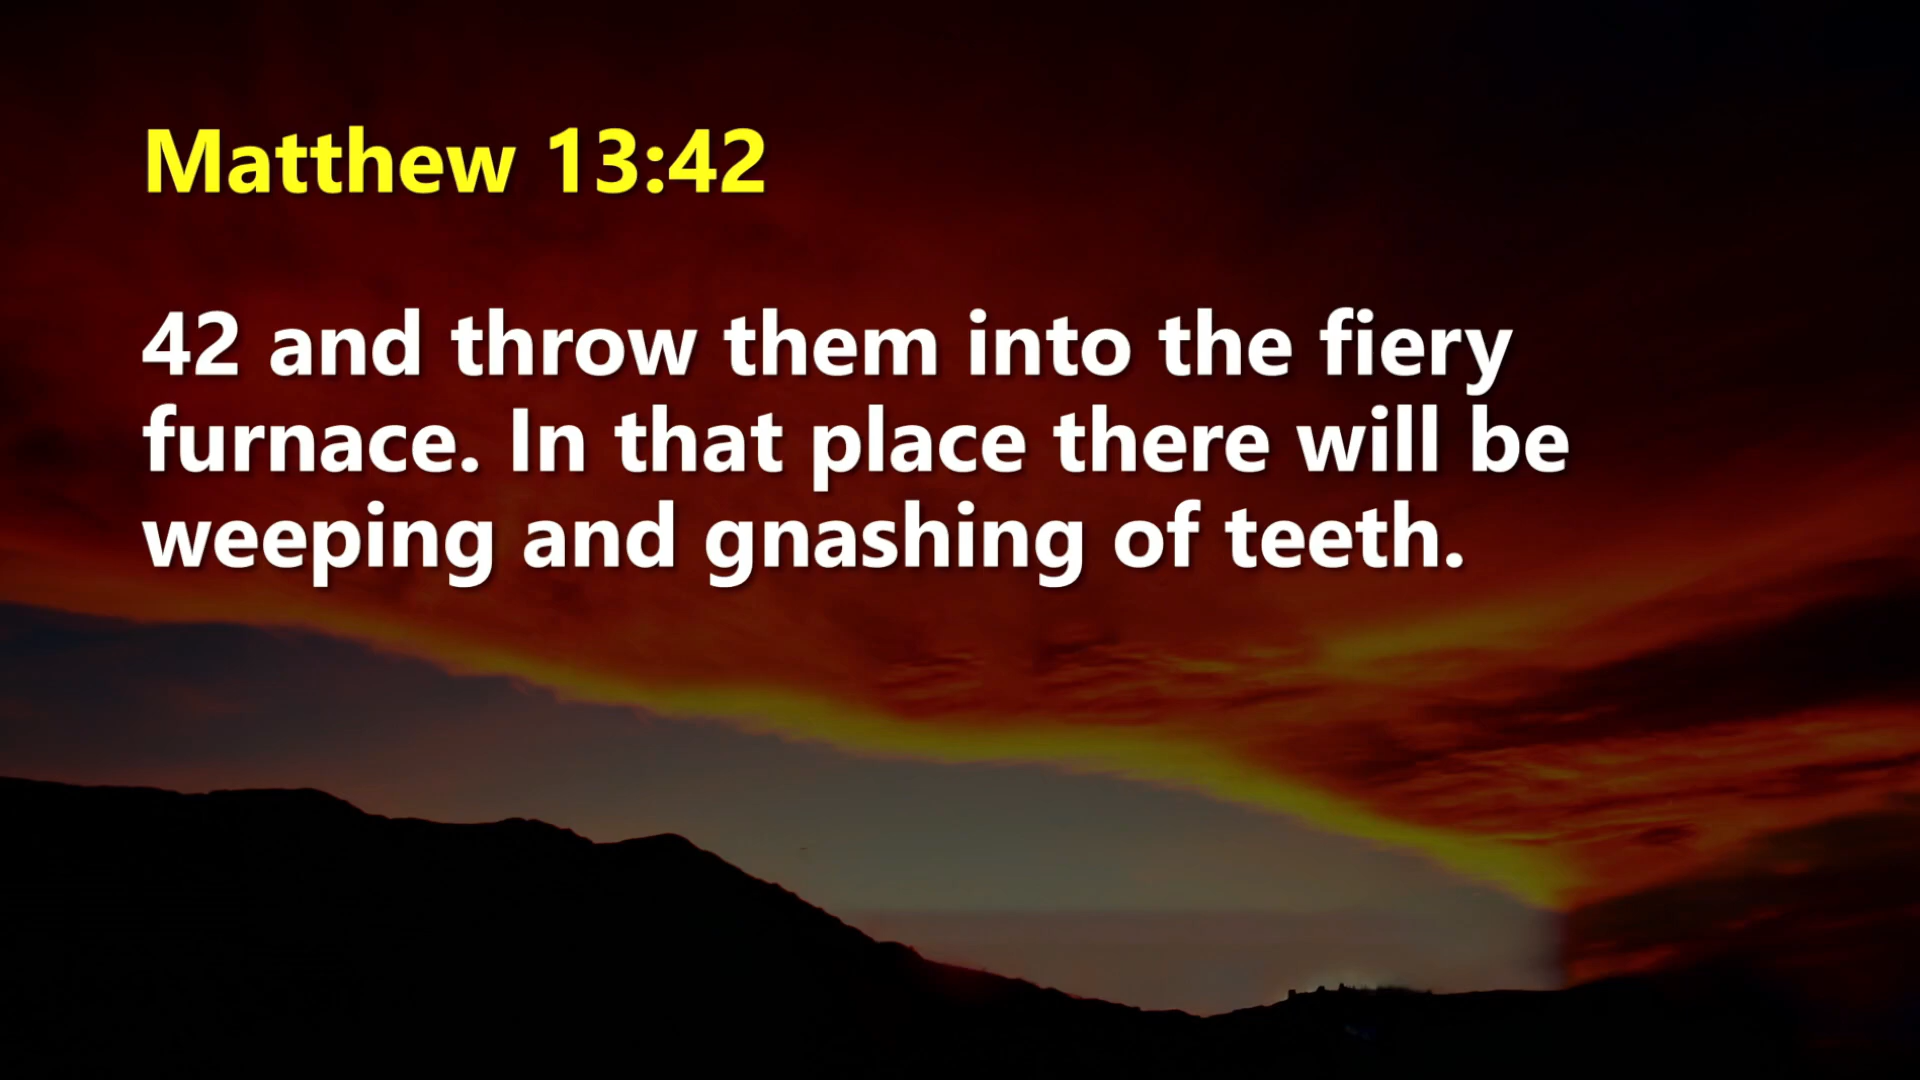 Matthew 13:42
42 and throw them into the fiery
furnace. In that place there will be
weeping and gnashing of teeth.